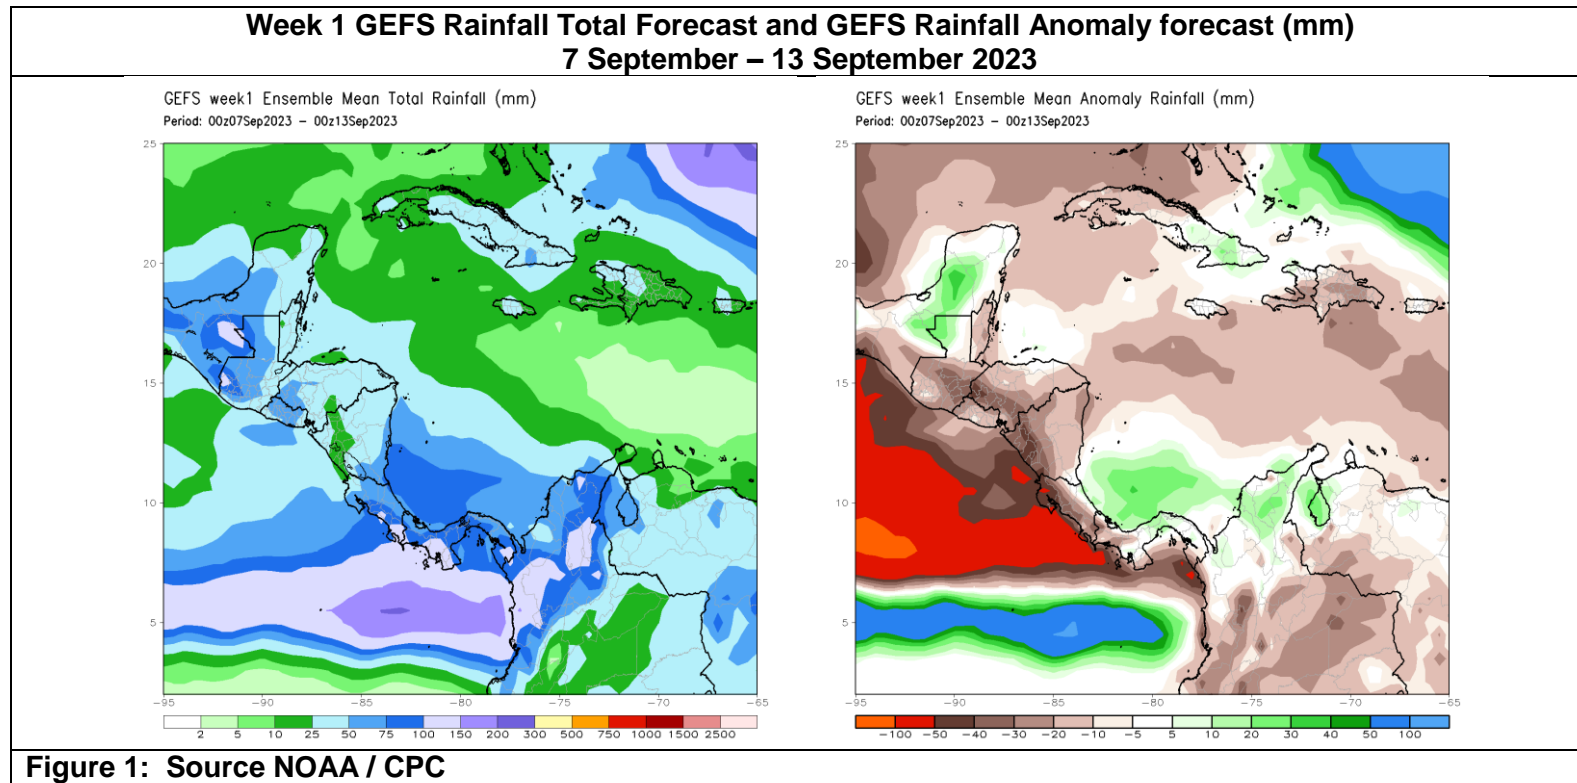 Week 1 GEFS Rainfall Total Forecast and GEFS Rainfall Anomaly forecast (mm)
7 September – 13 September 2023
GEFS week1 Ensemble Mean Total Rainfall (mm)
Period: 00z07Sep2023 – 00z13Sep2023
25
20
15
10
5
−95 −90 −85 −80 −75 −70 −65
2 5 10 25 50 75 100 150 200 300 500 750 1000 1500 2500
GEFS week1 Ensemble Mean Anomaly Rainfall (mm)
Period: 00z07Sep2023 – 00z13Sep2023
25
20
15
10
5
−95 −90 −85 −80 −75 −70 −65
−100 −50 −40 −30 −20 −10 −5 5 10 20 30 40 50 100
Figure 1: Source NOAA / CPC